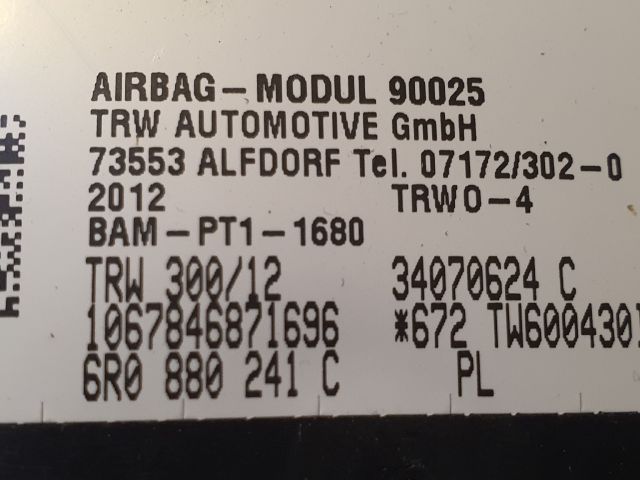 AIRBAG-MODUL 90025
TRW AUTOMOTIVE GmbH
73553 ALFDORF Tel. 07172/302-0
2012 TRWO-4
BAM-PT1-1680
TRW 300/12 34070624 C
1067846871696 *672 TW600430
6R0 880 241 C PL